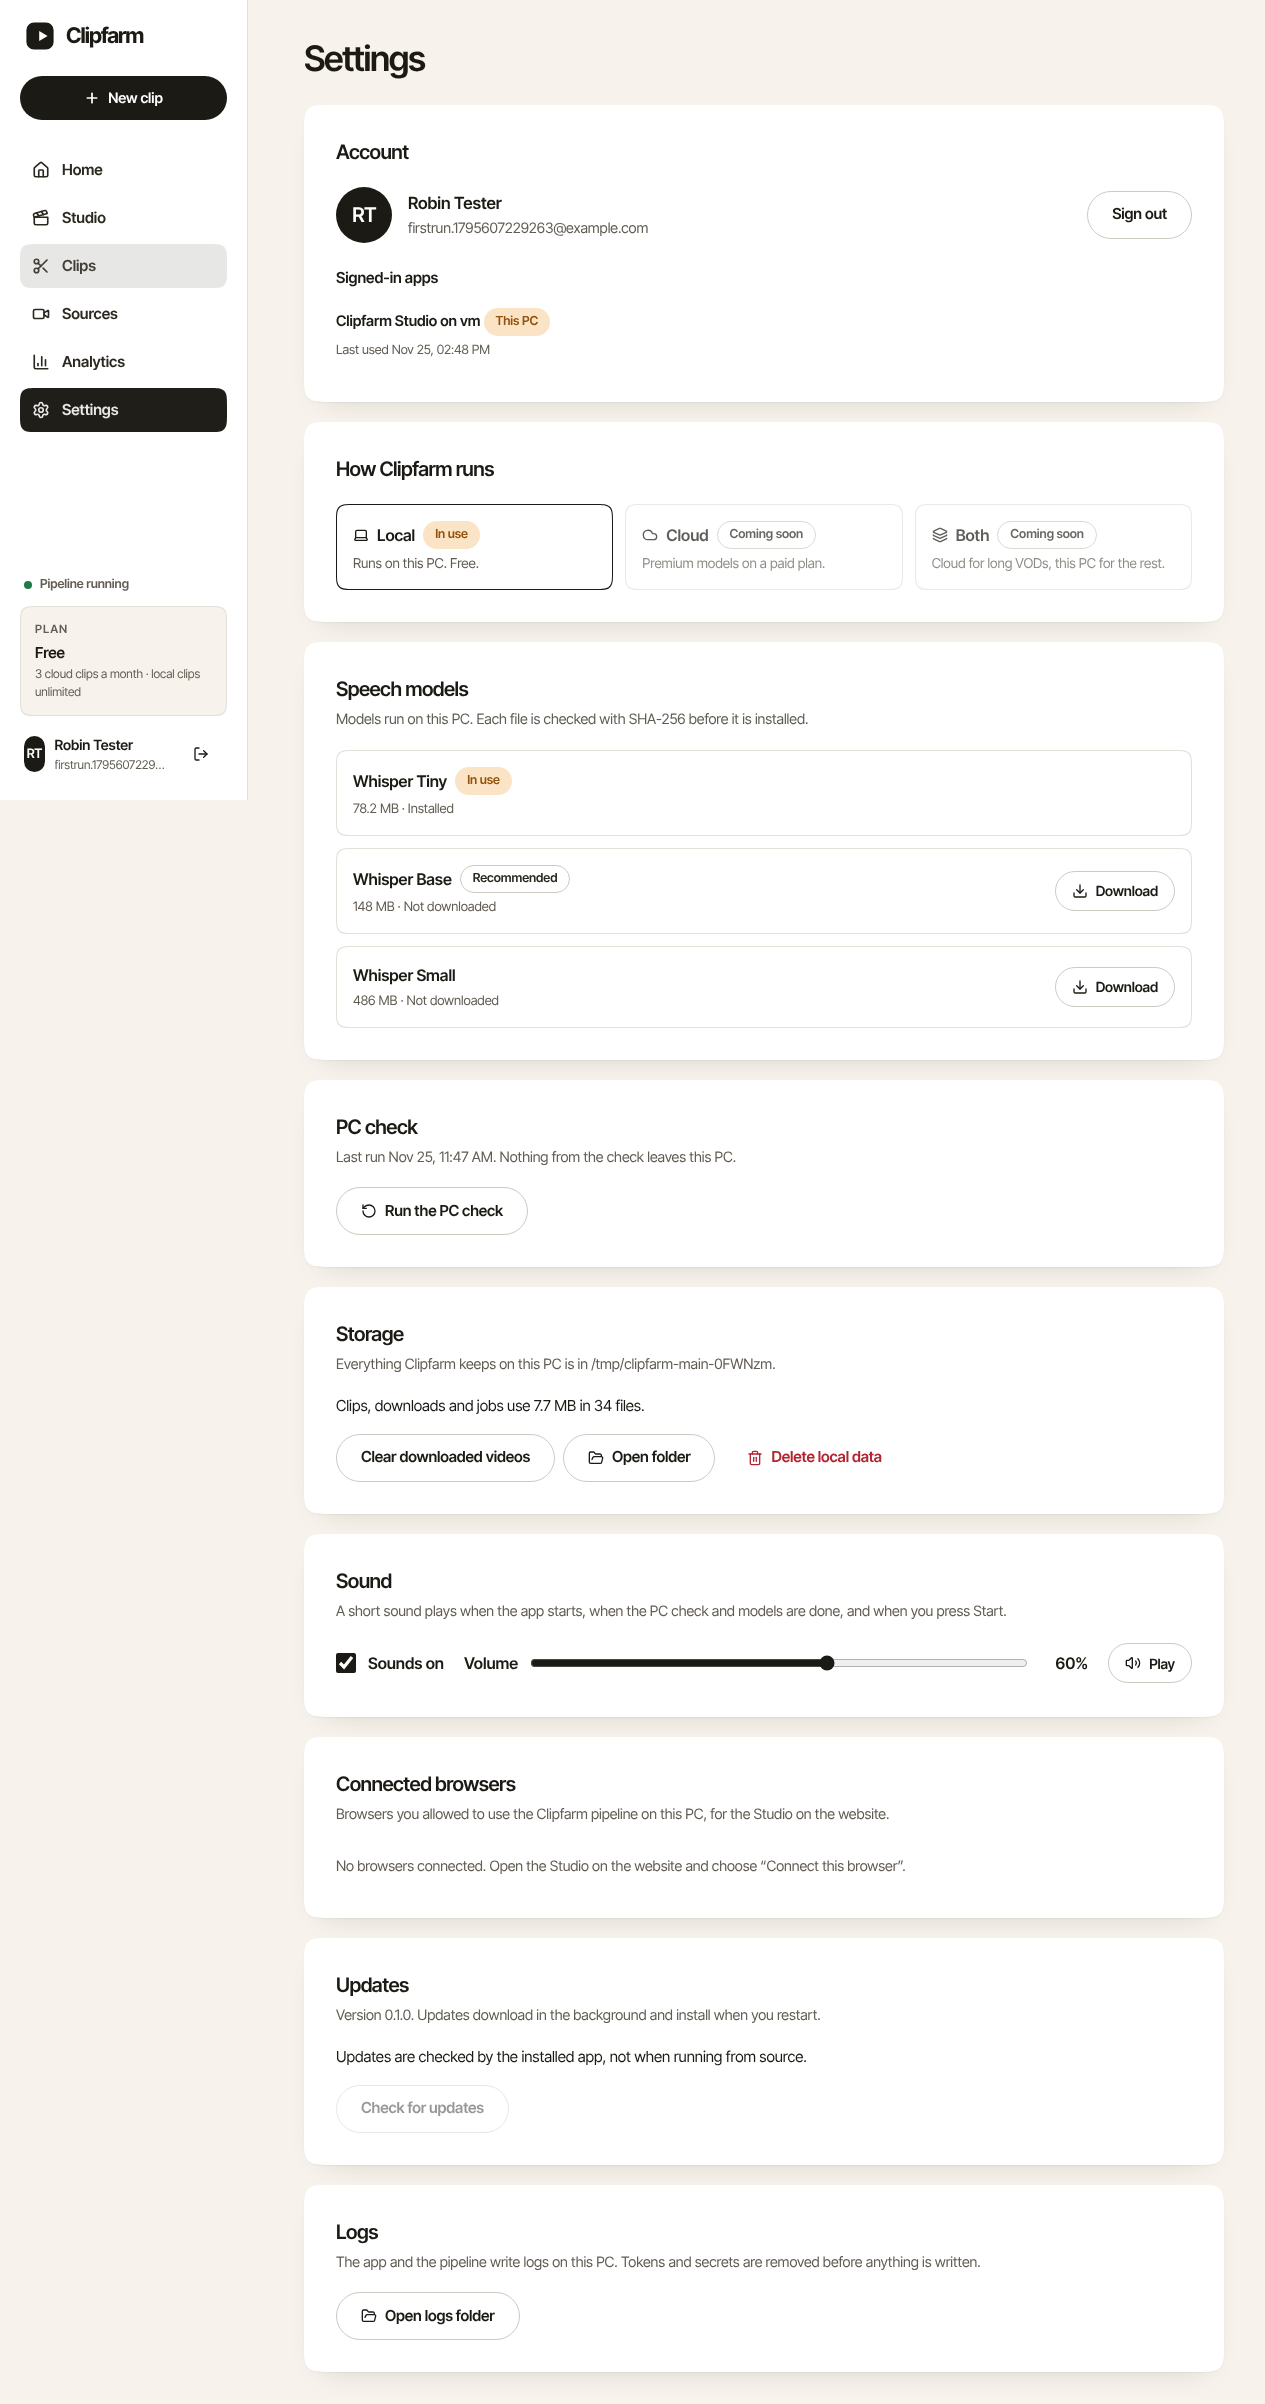 Clipfarm
New clip
Home
Studio
Clips
Sources
Analytics
Settings
Pipeline running
PLAN
Free
3 cloud clips a month · local clips
unlimited
RT
Robin Tester
firstrun.1795607229...
Settings
Account
RT
Robin Tester
firstrun.1795607229263@example.com
Sign out
Signed-in apps
Clipfarm Studio on vm This PC
Last used Nov 25, 02:48 PM
How Clipfarm runs
Local In use
Runs on this PC. Free.
Cloud Coming soon
Premium models on a paid plan.
Both Coming soon
Cloud for long VODs, this PC for the rest.
Speech models
Models run on this PC. Each file is checked with SHA-256 before it is installed.
Whisper Tiny In use
78.2 MB · Installed
Whisper Base Recommended
148 MB · Not downloaded
Download
Whisper Small
486 MB · Not downloaded
Download
PC check
Last run Nov 25, 11:47 AM. Nothing from the check leaves this PC.
Run the PC check
Storage
Everything Clipfarm keeps on this PC is in /tmp/clipfarm-main-0FWNzm.
Clips, downloads and jobs use 7.7 MB in 34 files.
Clear downloaded videos Open folder Delete local data
Sound
A short sound plays when the app starts, when the PC check and models are done, and when you press Start.
Sounds on Volume 60% Play
Connected browsers
Browsers you allowed to use the Clipfarm pipeline on this PC, for the Studio on the website.
No browsers connected. Open the Studio on the website and choose “Connect this browser”.
Updates
Version 0.1.0. Updates download in the background and install when you restart.
Updates are checked by the installed app, not when running from source.
Check for updates
Logs
The app and the pipeline write logs on this PC. Tokens and secrets are removed before anything is written.
Open logs folder